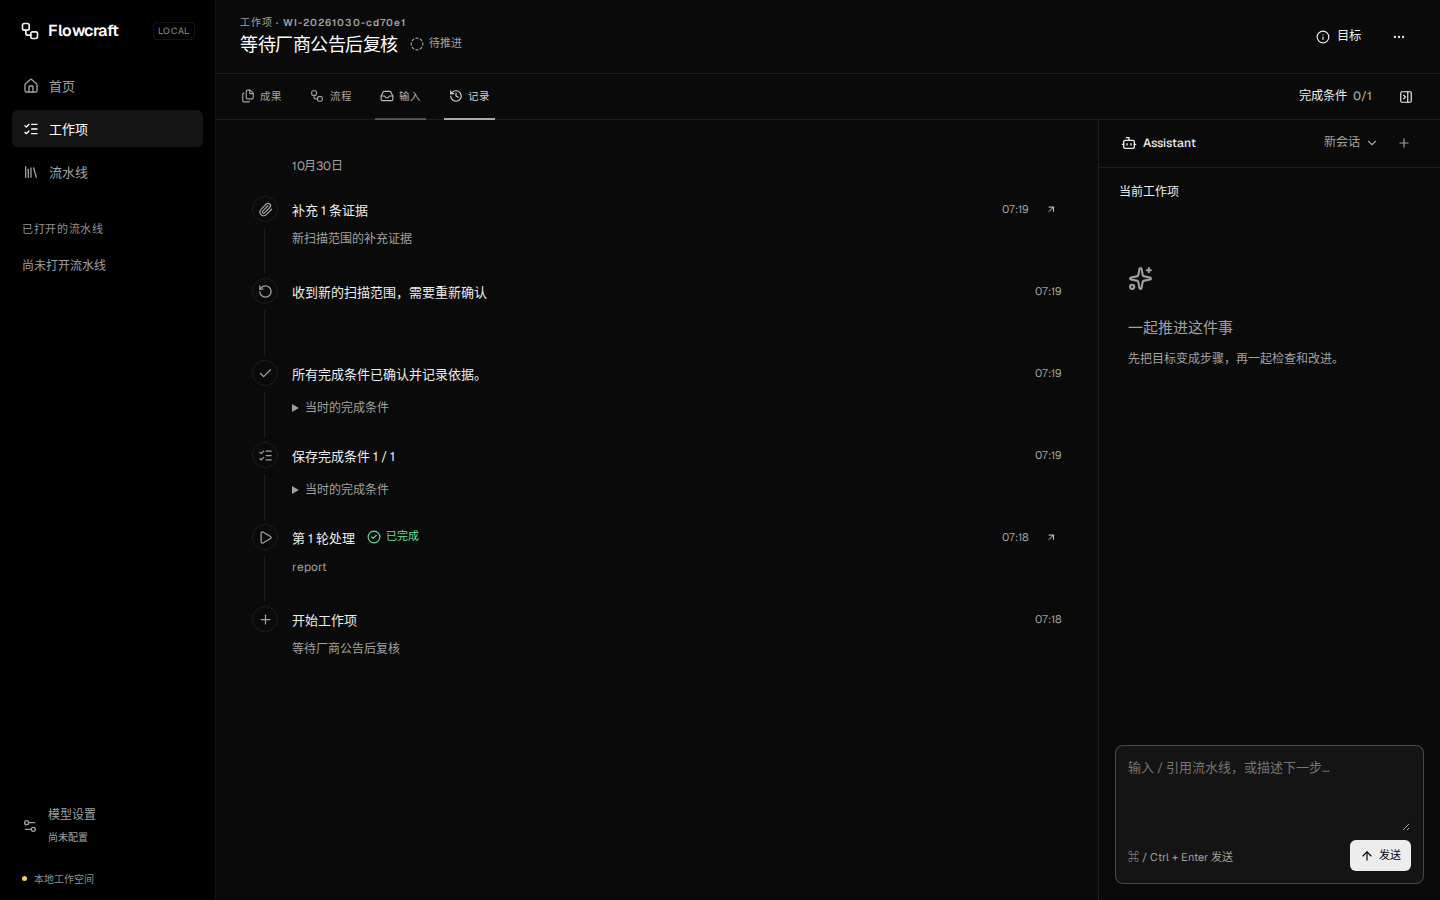 Flowcraft
LOCAL
首页
工作项
流水线
已打开的流水线
尚未打开流水线
模型设置
尚未配置
本地工作空间
工作项 · WI-20261030-cd70e1
等待厂商公告后复核
待推进
目标
成果
流程
输入
记录
完成条件 0/1
10月30日
补充 1 条证据
07:19
新扫描范围的补充证据
收到新的扫描范围，需要重新确认
07:19
所有完成条件已确认并记录依据。
07:19
当时的完成条件
保存完成条件 1 / 1
07:19
当时的完成条件
第 1 轮处理
已完成
07:18
report
开始工作项
07:18
等待厂商公告后复核
Assistant
新会话
当前工作项
一起推进这件事
先把目标变成步骤，再一起检查和改进。
输入 / 引用流水线，或描述下一步…
⌘ / Ctrl + Enter 发送
发送